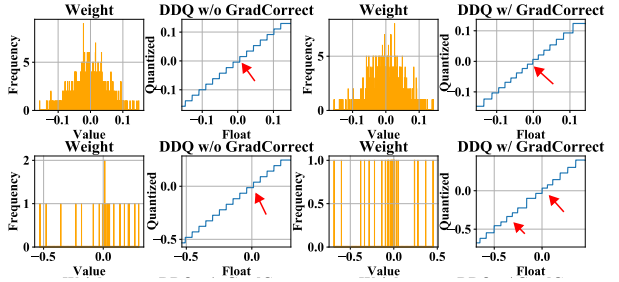 Weight
DDQ w/o GradCorrect
Weight
DDQ w/ GradCorrect
Frequency
5
0
−0.1
0.0
0.1
Value
Quantized
0.1
0.0
−0.1
−0.1
0.0
0.1
Float
Frequency
5
0
−0.1
0.0
0.1
Value
Quantized
0.1
0.0
−0.1
−0.1
0.0
0.1
Float
Weight
DDQ w/o GradCorrect
Weight
DDQ w/ GradCorrect
Frequency
2
1
0
−0.5
0.0
Value
Quantized
0.0
−0.5
−0.5
0.0
Float
Frequency
1.0
0.5
0.0
−0.5
0.0
0.5
Value
Quantized
0.0
−0.5
−0.5
0.0
Float